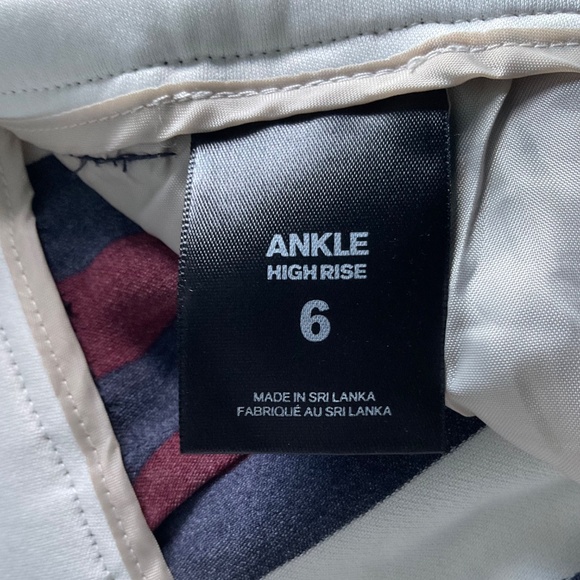 ANKLE
HIGH RISE
6
MADE IN SRI LANKA
FABRIQUÉ AU SRI LANKA